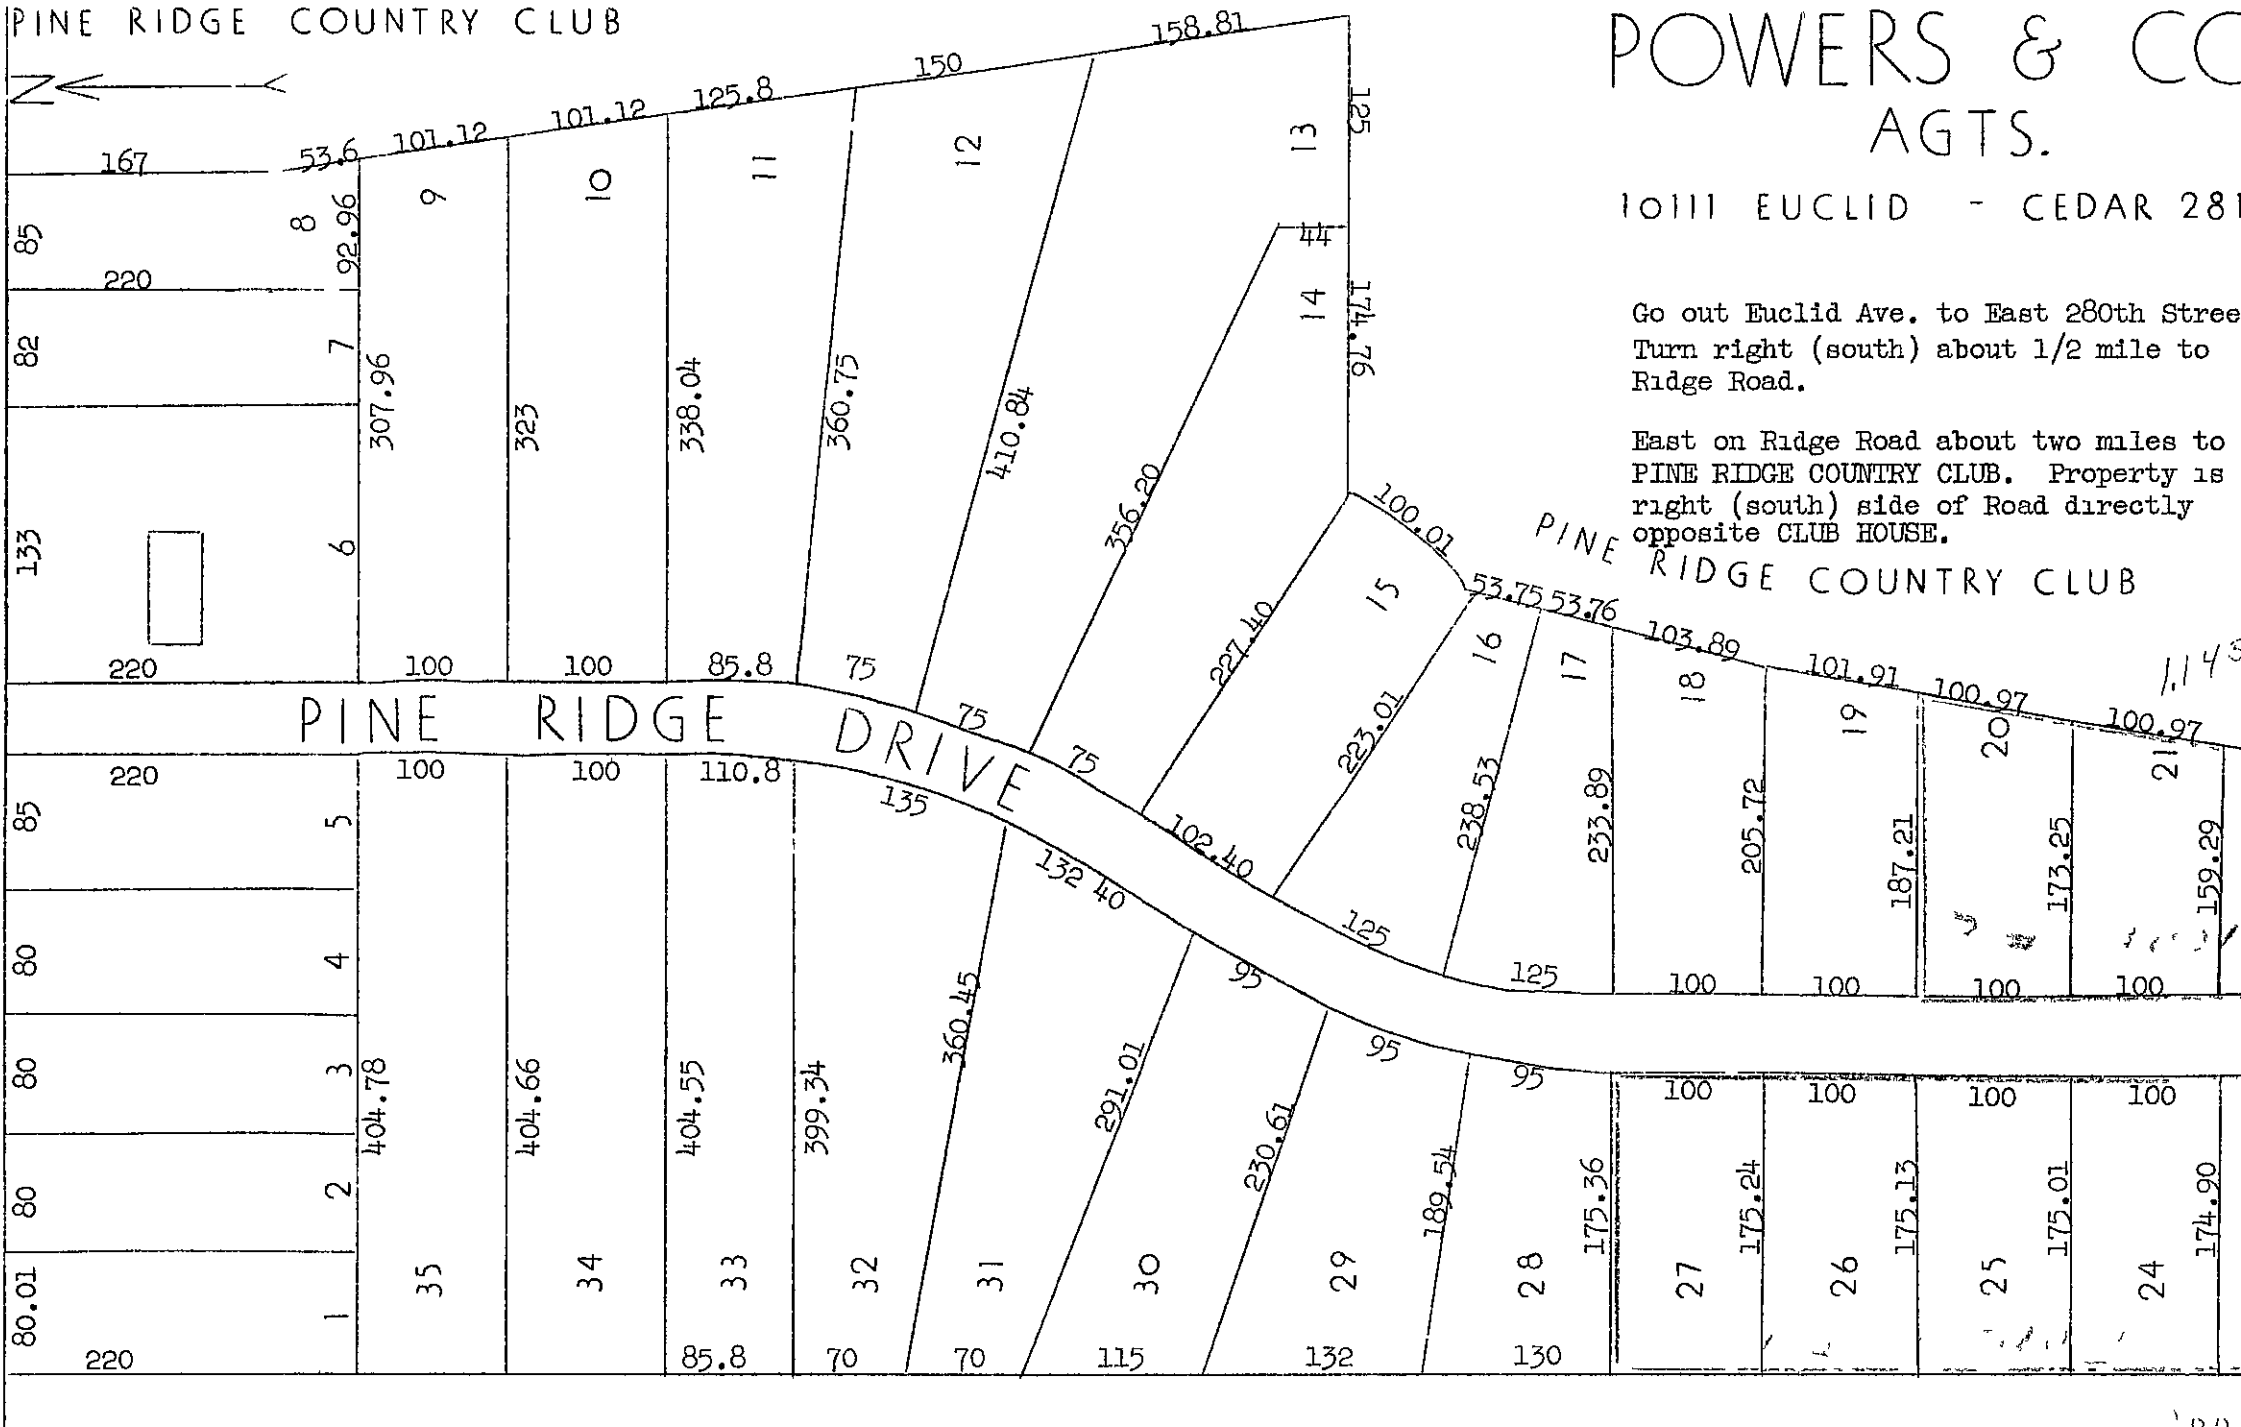 PINE RIDGE COUNTRY CLUB
N
POWERS & CO
AGTS.
10111 EUCLID - CEDAR 281
Go out Euclid Ave. to East 280th Stree
Turn right (south) about 1/2 mile to
Ridge Road.
East on Ridge Road about two miles to
PINE RIDGE COUNTRY CLUB. Property is
right (south) side of Road directly
opposite CLUB HOUSE.
PINE RIDGE COUNTRY CLUB
167 53.6 101.12 101.12 125.8 150 158.81
85 8 92.96 9 10 11 12 13 125
220
44
14 174.76
82 7
307.96 323 338.04 360.75 410.84 356.20 227.40 223.01
133 6
100.01 15
53.75 53.76 103.89 101.91 100.97 100.97
16 17 18 19 20 21
238.53 233.89 205.72 187.21 173.25 159.29
220 100 100 85.8 75 75 75 102.40 125 125 100 100 100 100
PINE RIDGE DRIVE
220 100 100 110.8 135 132 40 95 95 95 100 100 100 100
85 5
80 4
80 3
80 2
80.01 1
404.78 404.66 404.55 399.34 360.45 291.01 230.61 189.54 175.36 175.24 175.13 175.01 174.90
35 34 33 32 31 30 29 28 27 26 25 24
220 85.8 70 70 115 132 130